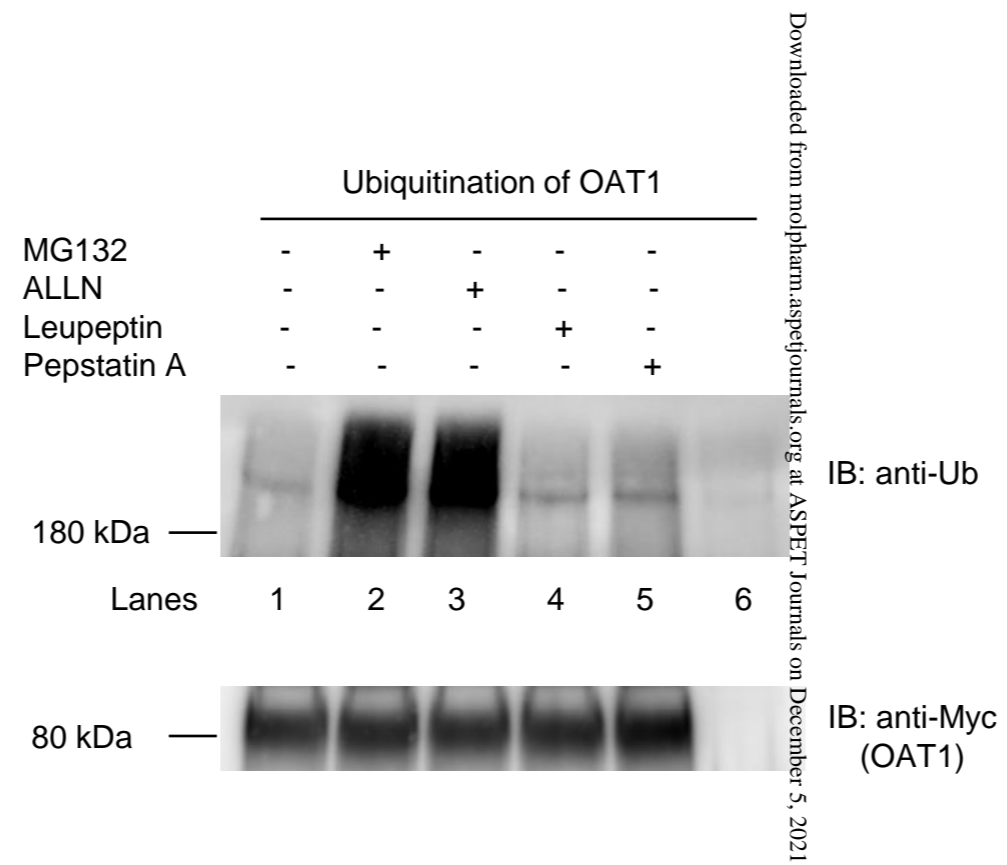 Ubiquitination of OAT1
MG132 - + - - -
ALLN - - + - -
Leupeptin - - - + -
Pepstatin A - - - - +
IB: anti-Ub
180 kDa
Lanes 1 2 3 4 5 6
80 kDa
IB: anti-Myc
(OAT1)
Downloaded from molpharm.aspetjournals.org at ASPET Journals on December 5, 2021